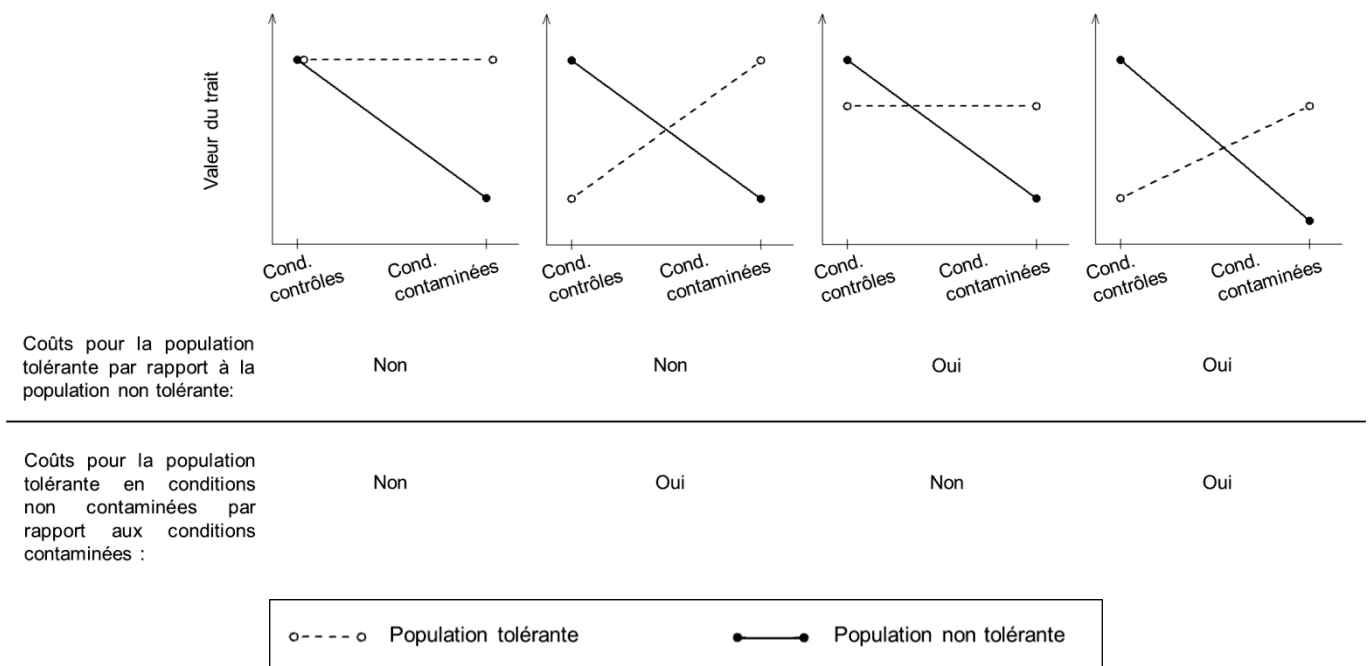 Valeur du trait
Cond.
contrôles
Cond.
contaminées
Cond.
contrôles
Cond.
contaminées
Cond.
contrôles
Cond.
contaminées
Cond.
contrôles
Cond.
contaminées
Coûts pour la population
tolérante par rapport à la
population non tolérante:
Non
Non
Oui
Oui
Coûts pour la population
tolérante en conditions
non contaminées par
rapport aux conditions
contaminées :
Non
Oui
Non
Oui
Population tolérante
Population non tolérante